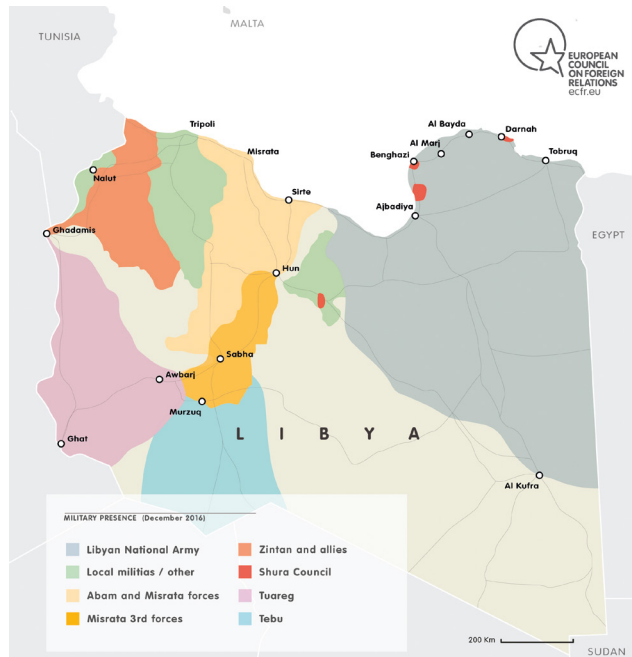 MALTA
TUNISIA
EUROPEAN
COUNCIL
ON FOREIGN
RELATIONS
ecfr.eu
Tripoli
Al Bayda
Darnah
Al Marj
Misrata
Benghazi
Tobruq
Nalut
Sirte
Ajbadiya
Ghadamis
EGYPT
Hun
Sabha
Awbarj
Murzuq
L I B Y A
Ghat
Al Kufra
MILITARY PRESENCE (December 2016)
Libyan National Army
Local militias / other
Abam and Misrata forces
Misrata 3rd forces
Zintan and allies
Shura Council
Tuareg
Tebu
200 Km
SUDAN